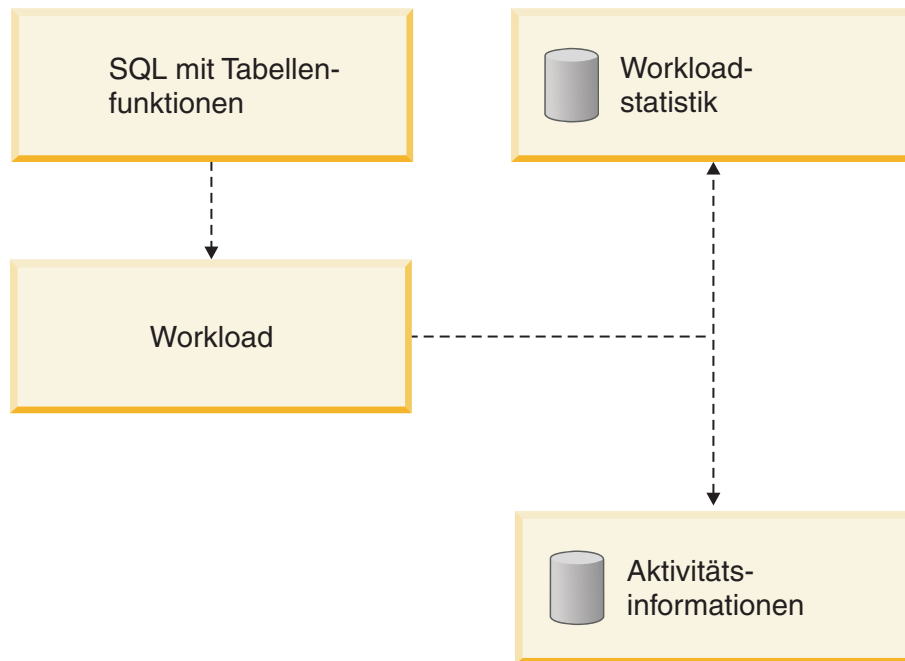 SQL mit Tabellen-
funktionen
Workload-
statistik
Workload
Aktivitäts-
informationen